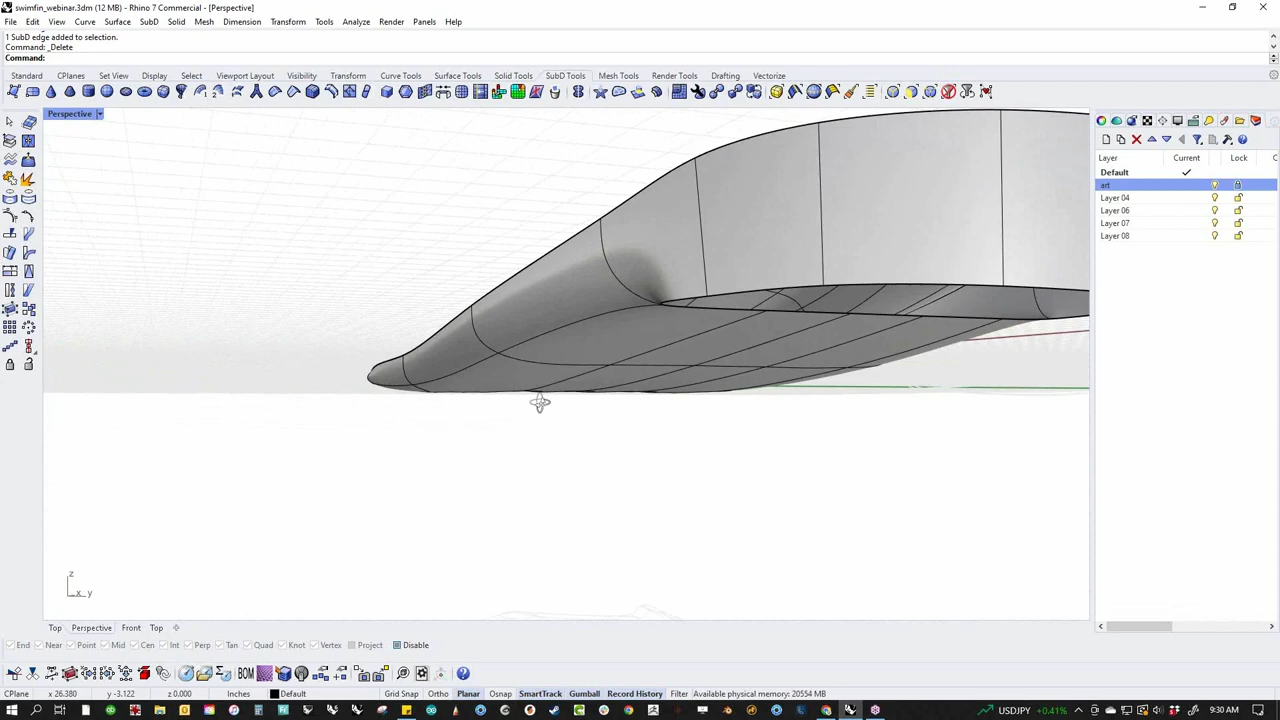 swimfin_webinar.3dm (12 MB) - Rhino 7 Commercial - [Perspective]
File Edit View Curve Surface SubD Solid Mesh Dimension Transform Tools Analyze Render Panels Help
1 SubD edge added to selection.
Command: _Delete
Command:
Standard CPlanes Set View Display Select Viewport Layout Visibility Transform Curve Tools Surface Tools Solid Tools SubD Tools Mesh Tools Render Tools Drafting Vectorize
Perspective
Layer Current Lock C
Default
art
Layer 04
Layer 06
Layer 07
Layer 08
z
x y
Top Perspective Front Top
End Near Point Mid Cen Int Perp Tan Quad Knot Vertex Project Disable
BOM
CPlane x 26.380 y -3.122 z 0.000 Inches Default Grid Snap Ortho Planar Osnap SmartTrack Gumball Record History Filter Available physical memory: 20554 MB
USDJPY +0.41% 9:30 AM